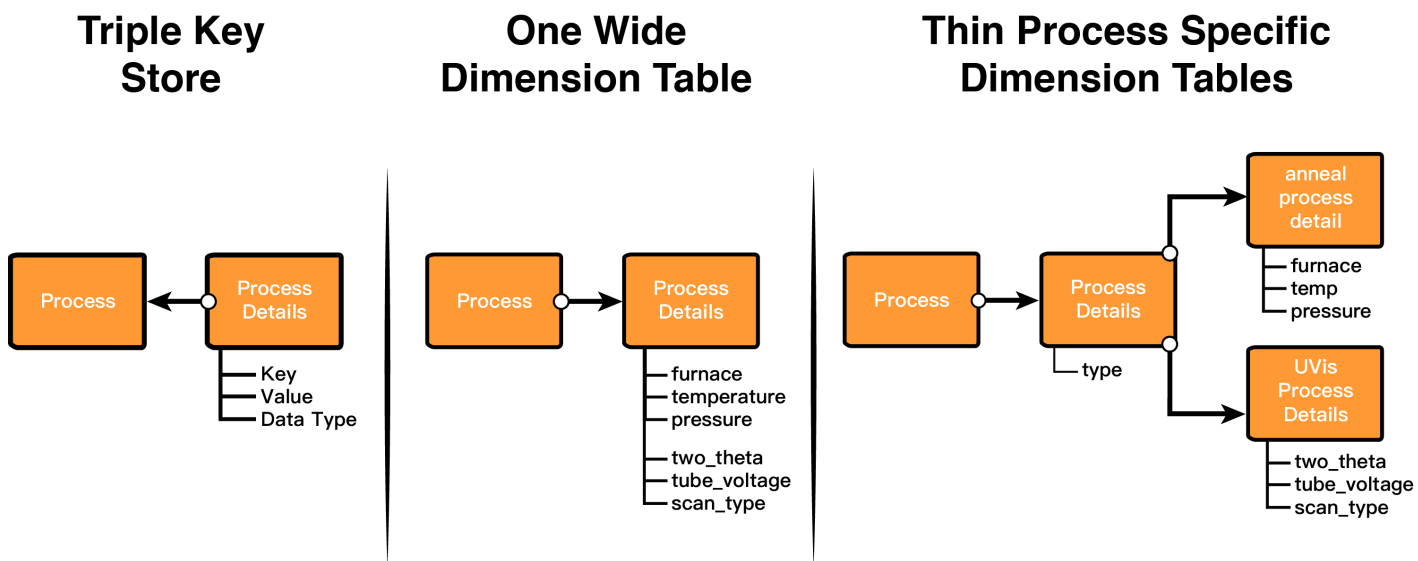 Triple Key
Store
One Wide
Dimension Table
Thin Process Specific
Dimension Tables
Process
Process
Details
Key
Value
Data Type
Process
Process
Details
furnace
temperature
pressure
two_theta
tube_voltage
scan_type
Process
Process
Details
type
anneal
process
detail
furnace
temp
pressure
UVis
Process
Details
two_theta
tube_voltage
scan_type